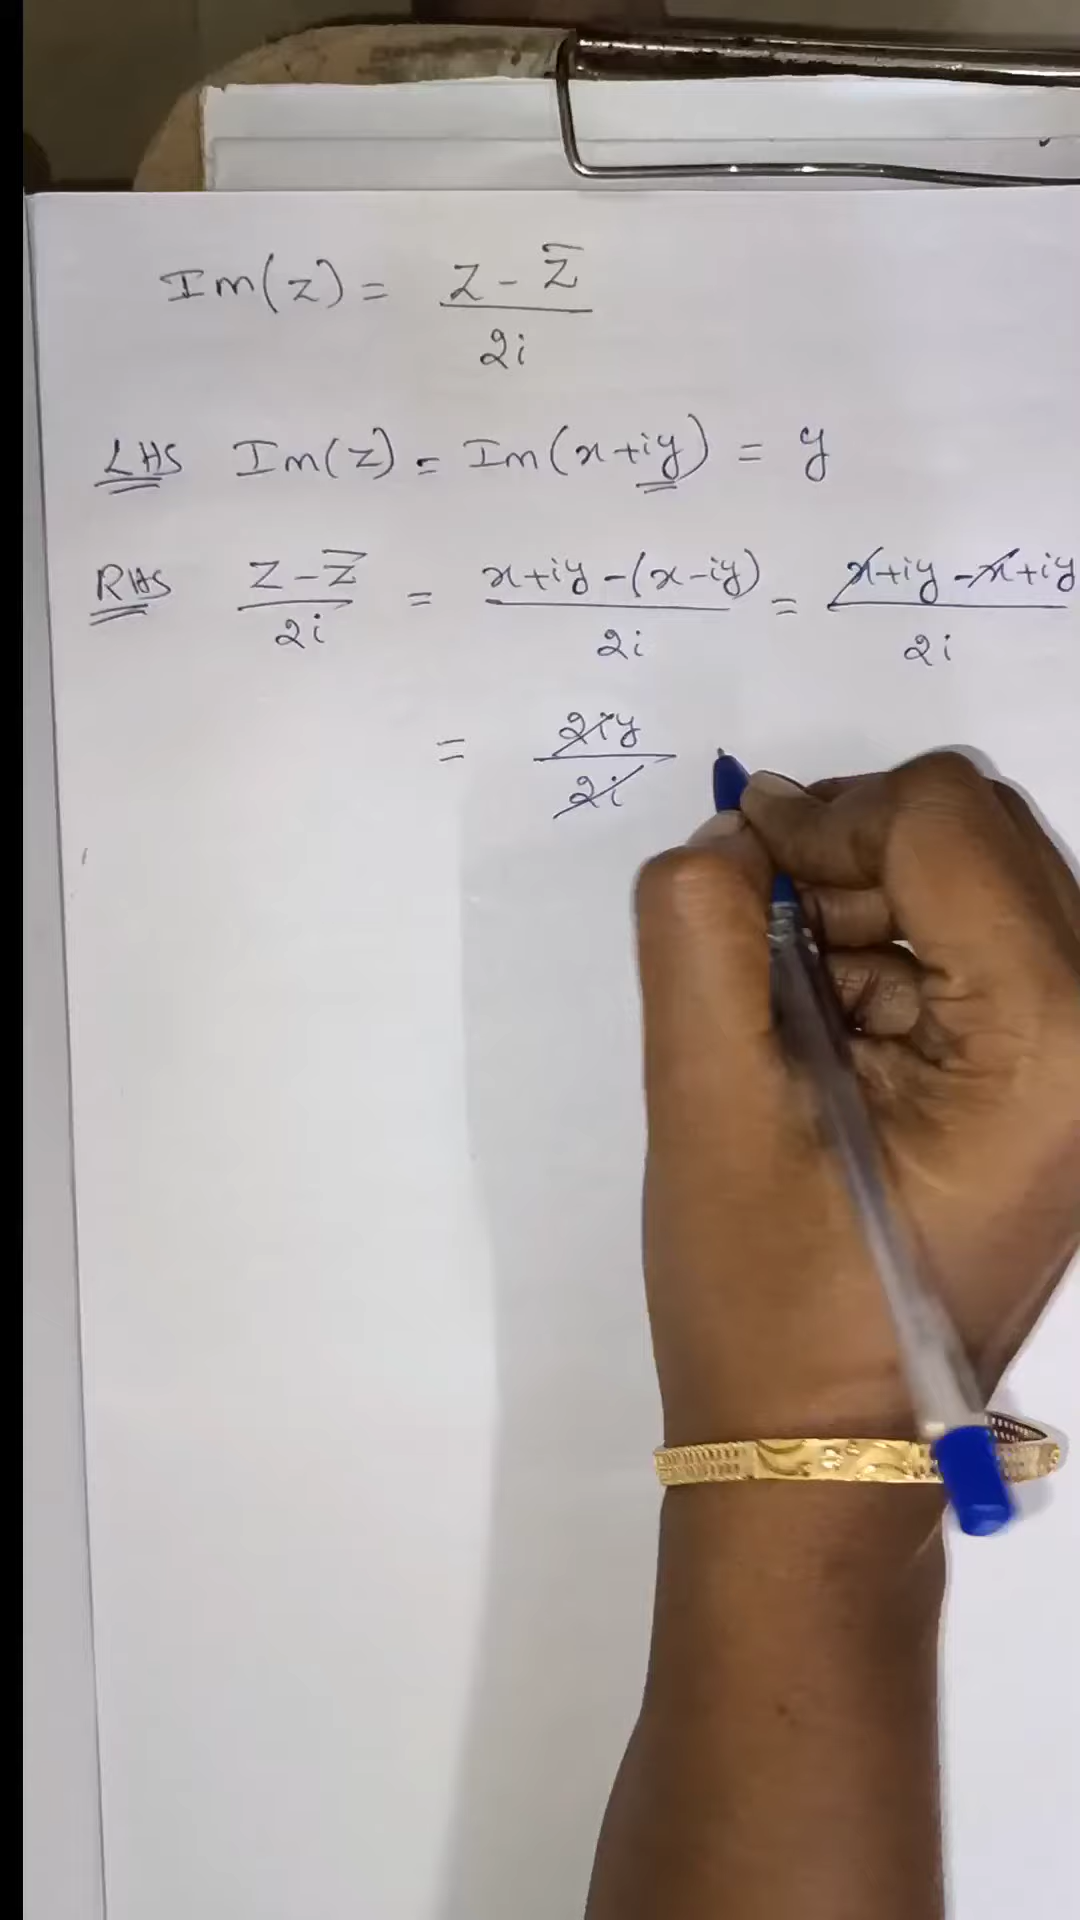 Im(z) = z - z̅ / 2i
LHS Im(z) = Im(x+iy) = y
RHS z - z̅ / 2i = x+iy-(x-iy) / 2i = x+iy-x+iy / 2i
= 2iy / 2i